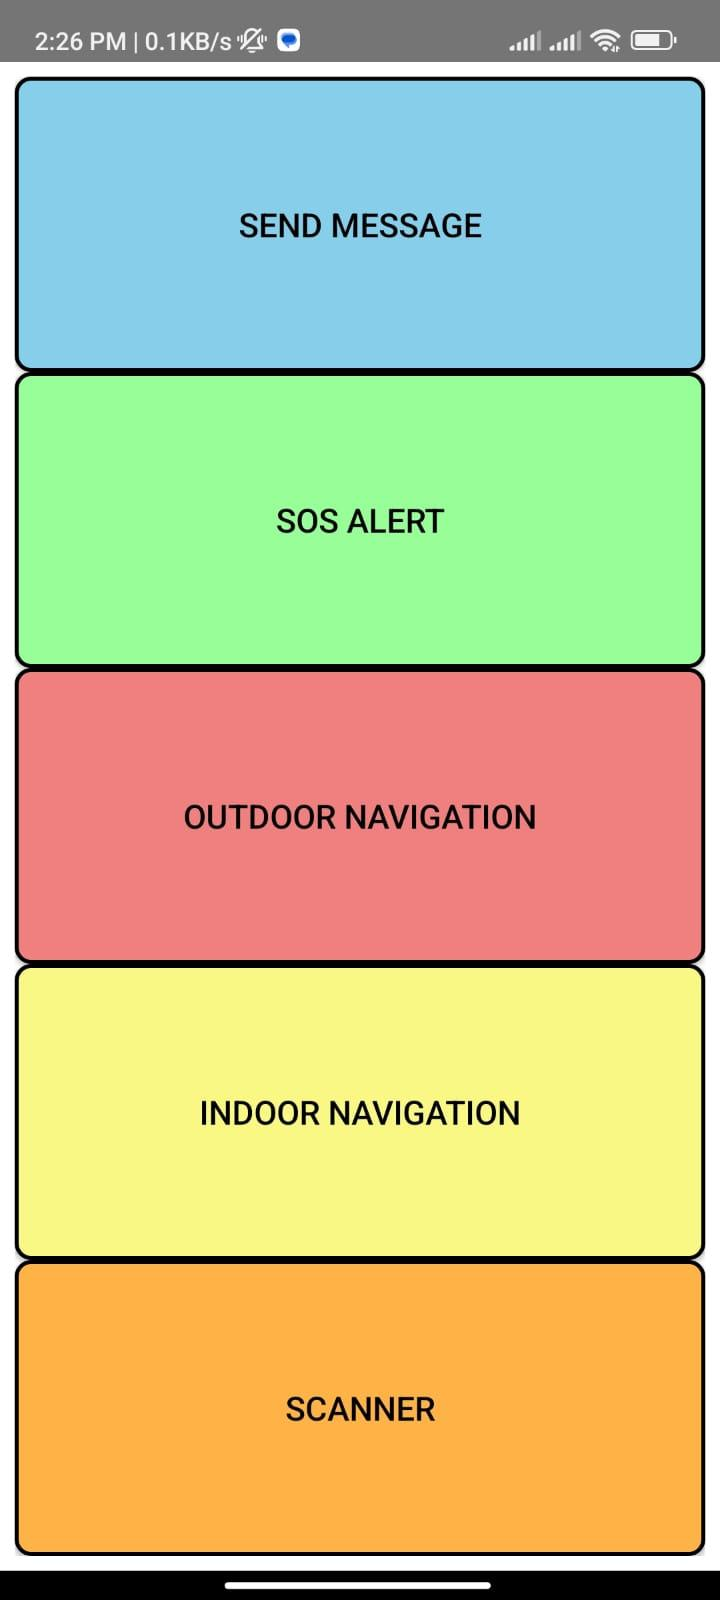 2:26 PM | 0.1KB/s
SEND MESSAGE
SOS ALERT
OUTDOOR NAVIGATION
INDOOR NAVIGATION
SCANNER